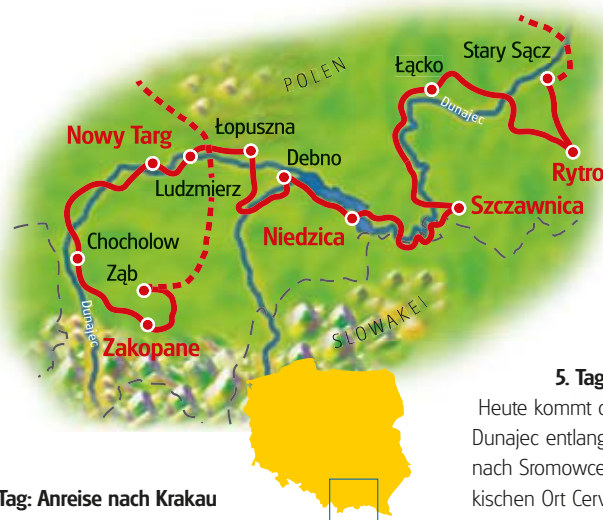 POLEN
Stary Sącz
Łącko
Dunajec
Łopuszna
Nowy Targ
Debno
Ludzmierz
Rytro
Szczawnica
Niedzica
Chocholow
Ząb
Dunajec
SLOWAKEI
Zakopane
5. Tag
Heute kommt d
Dunajec entlang
nach Sromowce
kischen Ort Cerv
Tag: Anreise nach Krakau